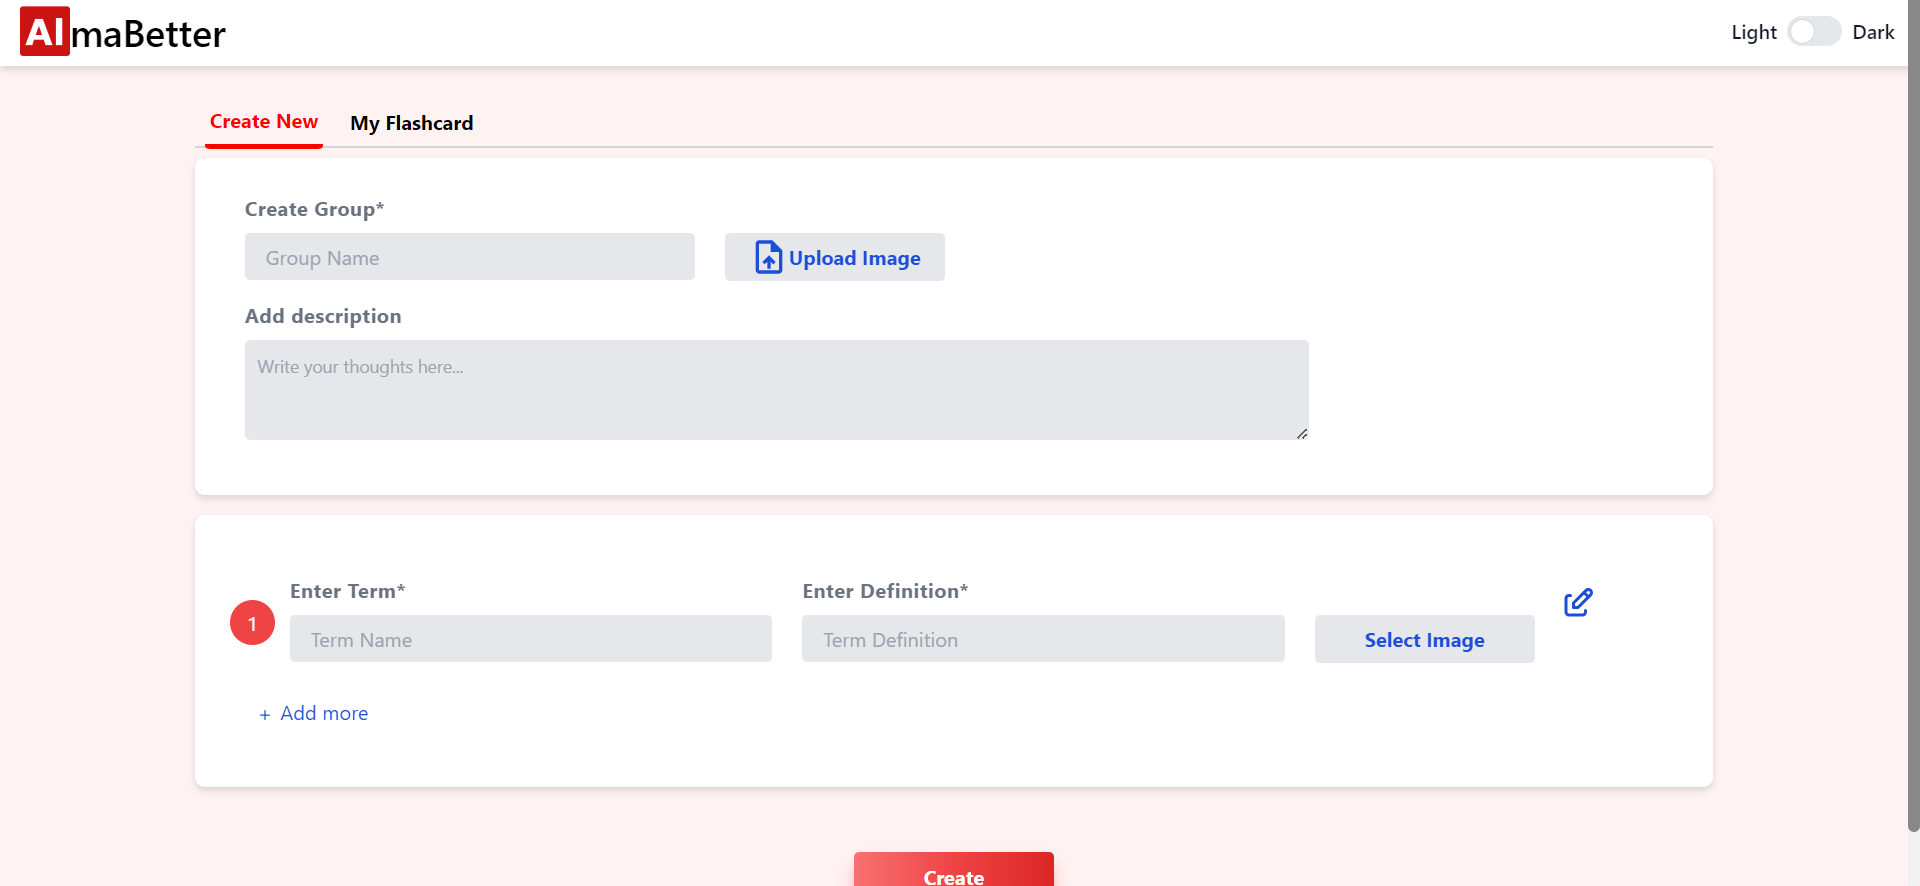 AlmaBetter
Light Dark
Create New My Flashcard
Create Group*
Group Name Upload Image
Add description
Write your thoughts here...
Enter Term* Enter Definition*
1 Term Name Term Definition Select Image
+ Add more
Create